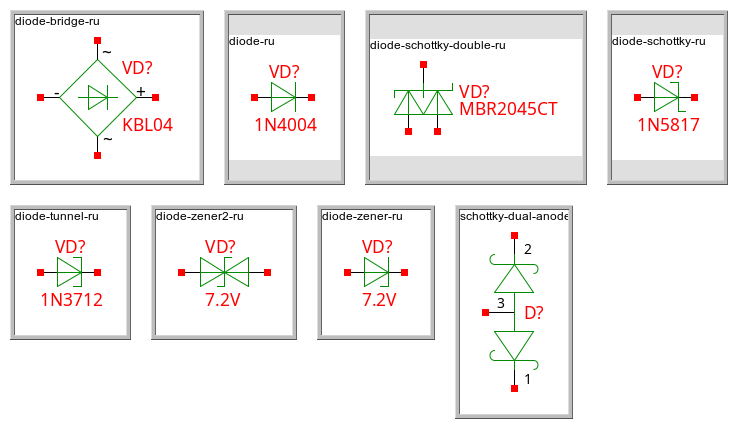 diode-bridge-ru
~
VD?
-
+
KBL04
~
diode-ru
VD?
1N4004
diode-schottky-double-ru
VD?
MBR2045CT
diode-schottky-ru
VD?
1N5817
diode-tunnel-ru
VD?
1N3712
diode-zener2-ru
VD?
7.2V
diode-zener-ru
VD?
7.2V
schottky-dual-anode
2
3
D?
1